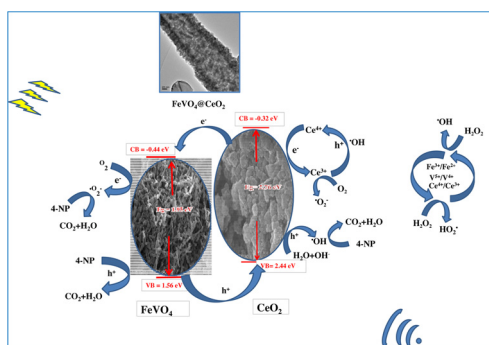 FeVO₄@CeO₂
CB = -0.32 eV
e⁻
CB = -0.44 eV
Ce⁴⁺
•OH
e⁻
h⁺
Ce³⁺
O₂
•O₂⁻
O₂
e⁻
•O₂⁻
4-NP
CO₂+H₂O
4-NP
h⁺
CO₂+H₂O
VB = 1.56 eV
FeVO₄
h⁺
CeO₂
VB= 2.44 eV
h⁺
•OH
H₂O+OH⁻
CO₂+H₂O
4-NP
•OH
H₂O₂
Fe³⁺/Fe²⁺
V⁵⁺/V⁴⁺
Ce⁴⁺/Ce³⁺
H₂O₂
HO₂•